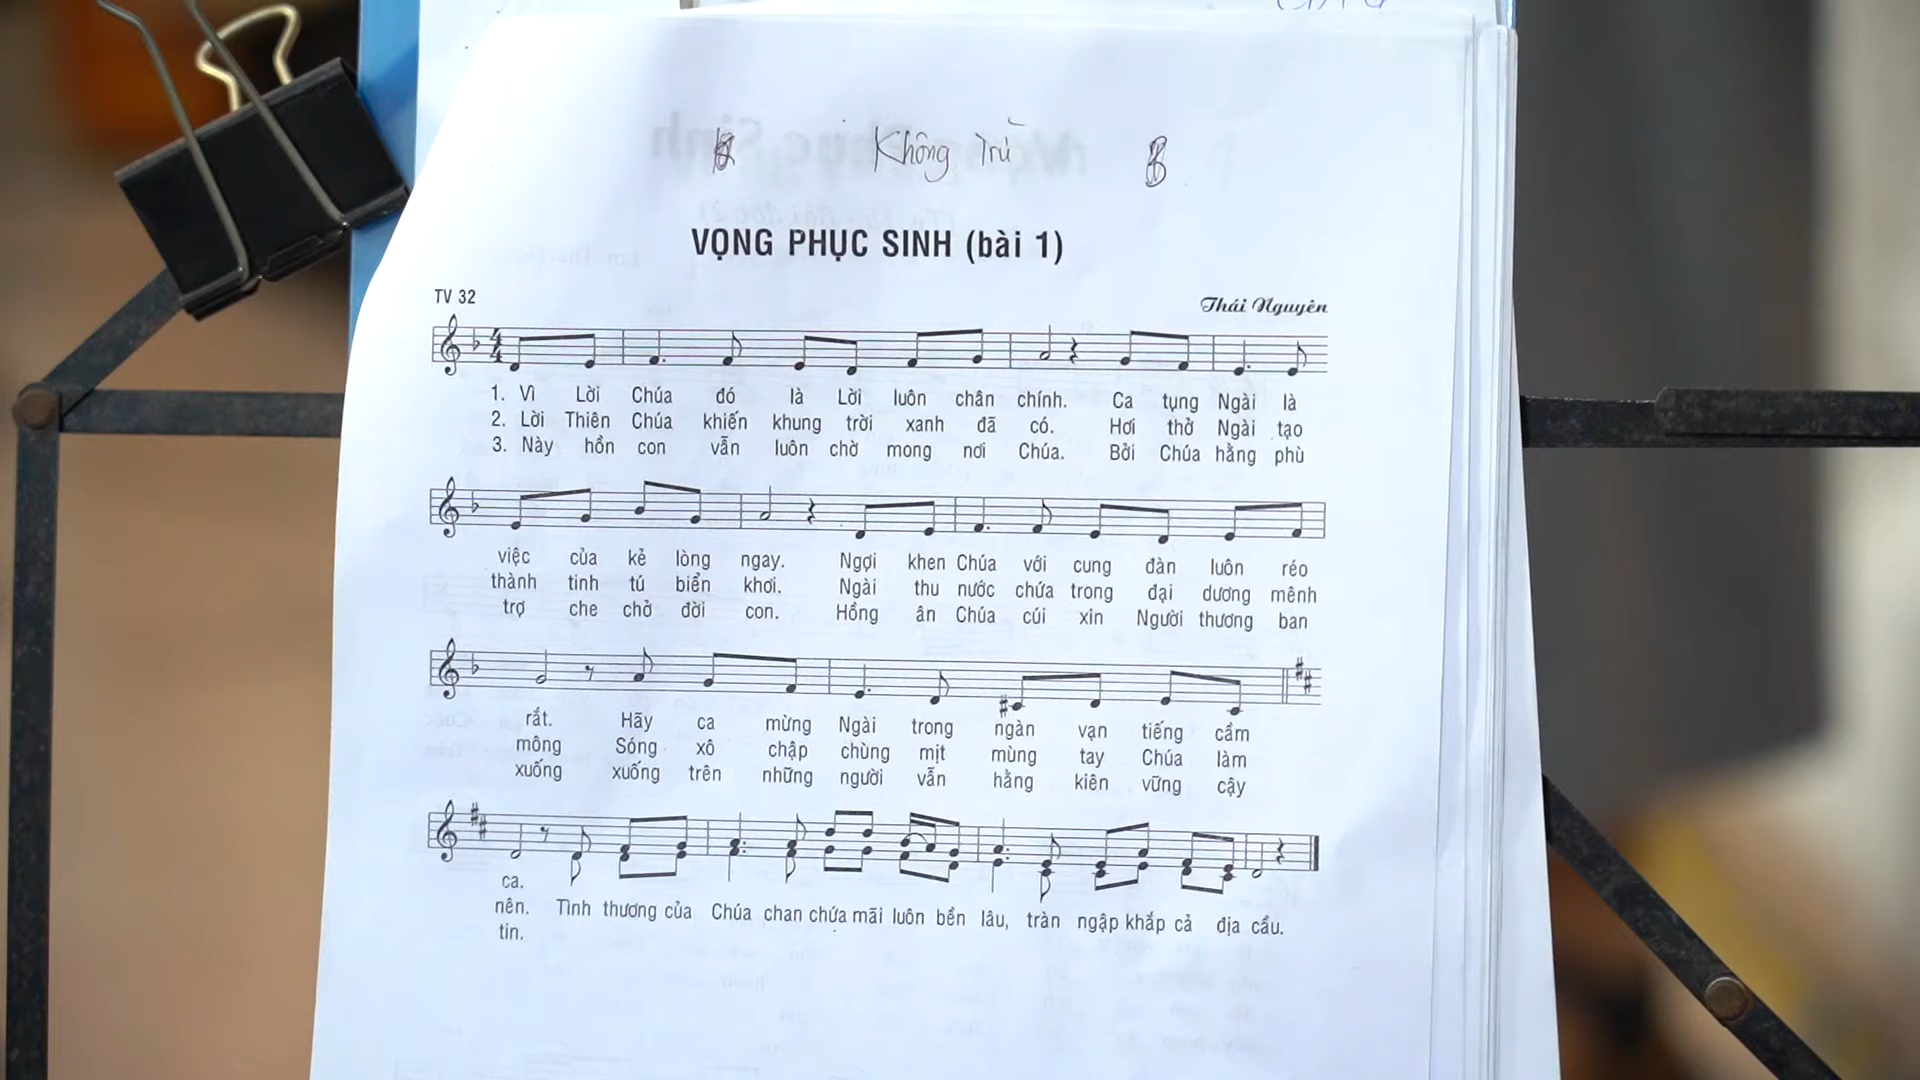 Không Trừ
VỌNG PHỤC SINH (bài 1)
TV 32
Thái Nguyên
1. Vì Lời Chúa đó là Lời luôn chân chính. Ca tụng Ngài là
2. Lời Thiên Chúa khiến khung trời xanh đã có. Hơi thở Ngài tạo
3. Này hồn con vẫn luôn chờ mong nơi Chúa. Bởi Chúa hằng phù
việc của kẻ lòng ngay. Ngợi khen Chúa với cung đàn luôn réo
thành tinh tú biển khơi. Ngài thu nước chứa trong đại dương mênh
trợ che chở đời con. Hồng ân Chúa cúi xin Người thương ban
rắt. Hãy ca mừng Ngài trong ngàn vạn tiếng cầm
mông Sóng xô chập chùng mịt mùng tay Chúa làm
xuống xuống trên những người vẫn hằng kiên vững cậy
ca.
nên. Tình thương của Chúa chan chứa mãi luôn bền lâu, tràn ngập khắp cả địa cầu.
tin.